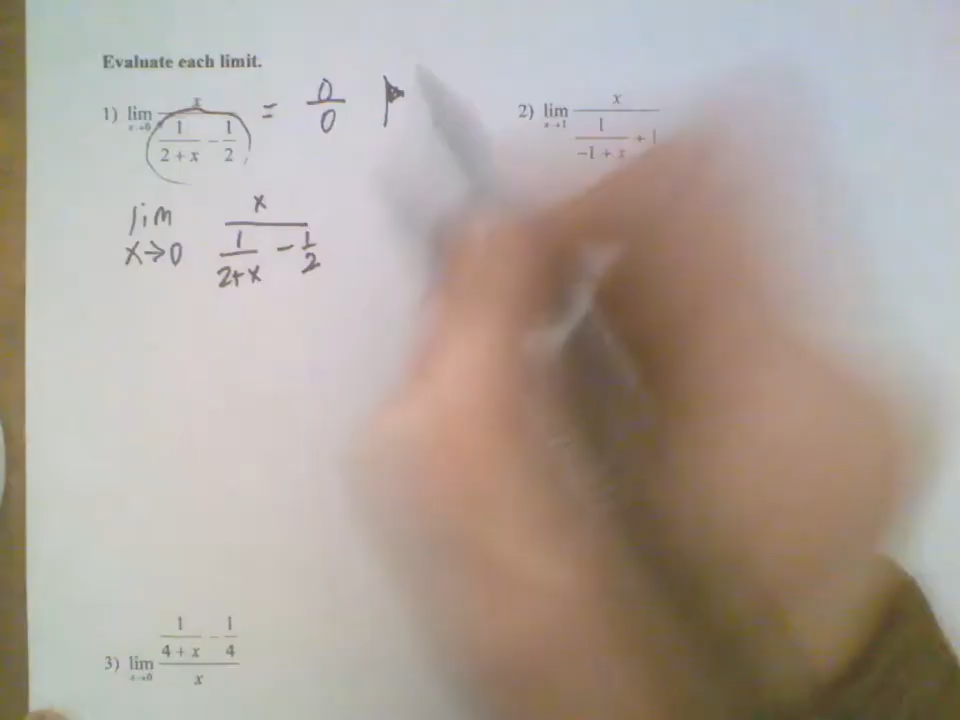 Evaluate each limit.
1) lim x→0 x / (1/(2 + x) - 1/2) = 0/0
2) lim x→1 x / (1/(-1 + x) + 1
lim x→0 x / (1/(2+x) - 1/2)
3) lim x→0 (1/(4 + x) - 1/4) / x